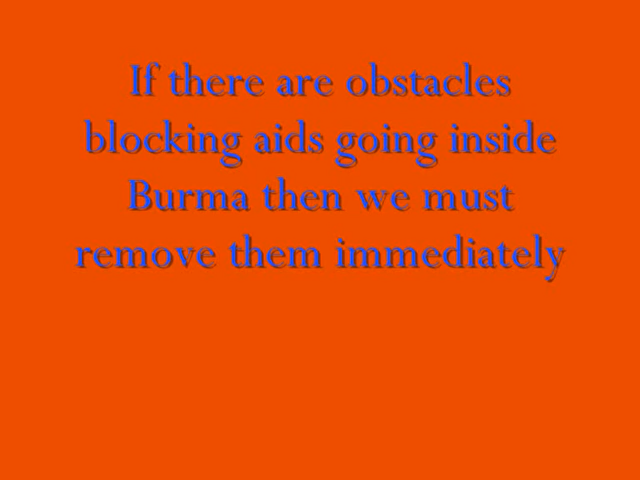 If there are obstacles
blocking aids going inside
Burma then we must
remove them immediately